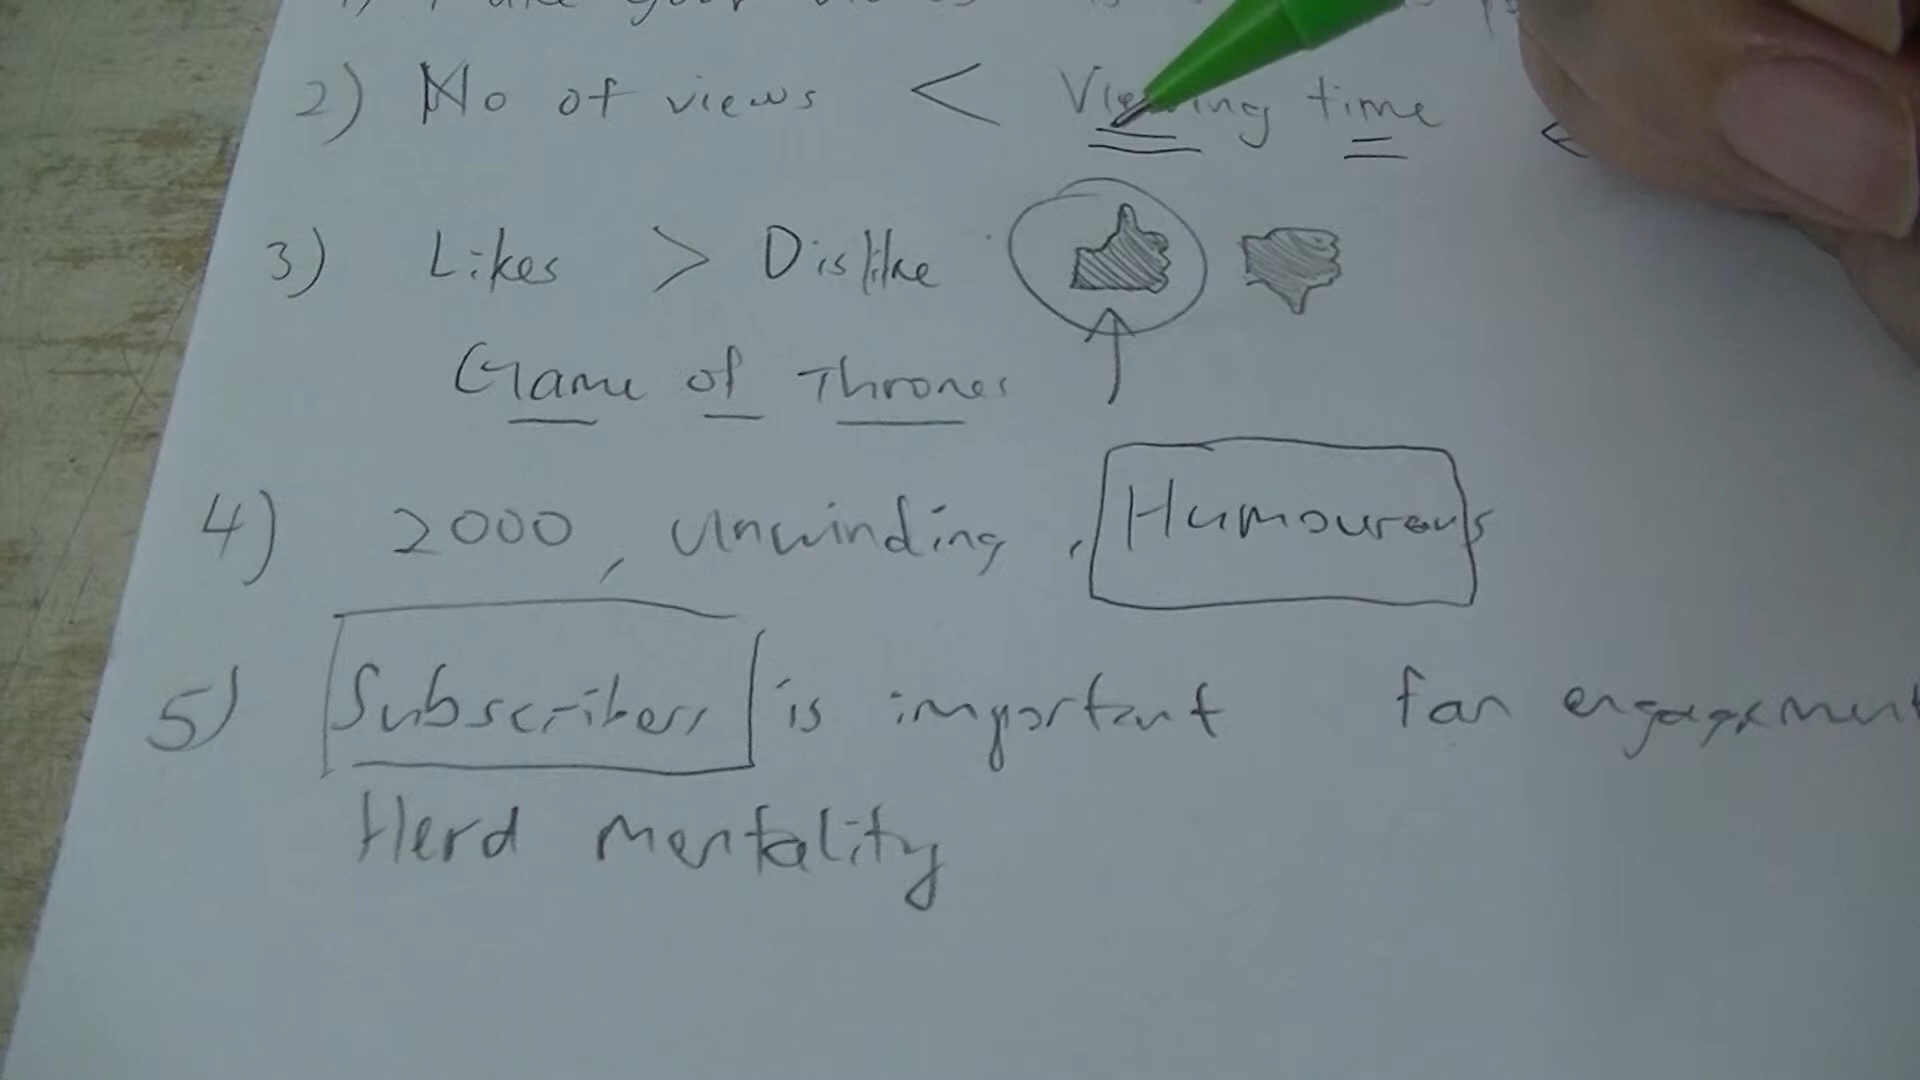 2) No of views < Viewing time <
3) Likes > Dislike
Game of Thrones
4) 2000, unwinding, Humourous
5) Subscribers is important fan engagement
Herd mentality